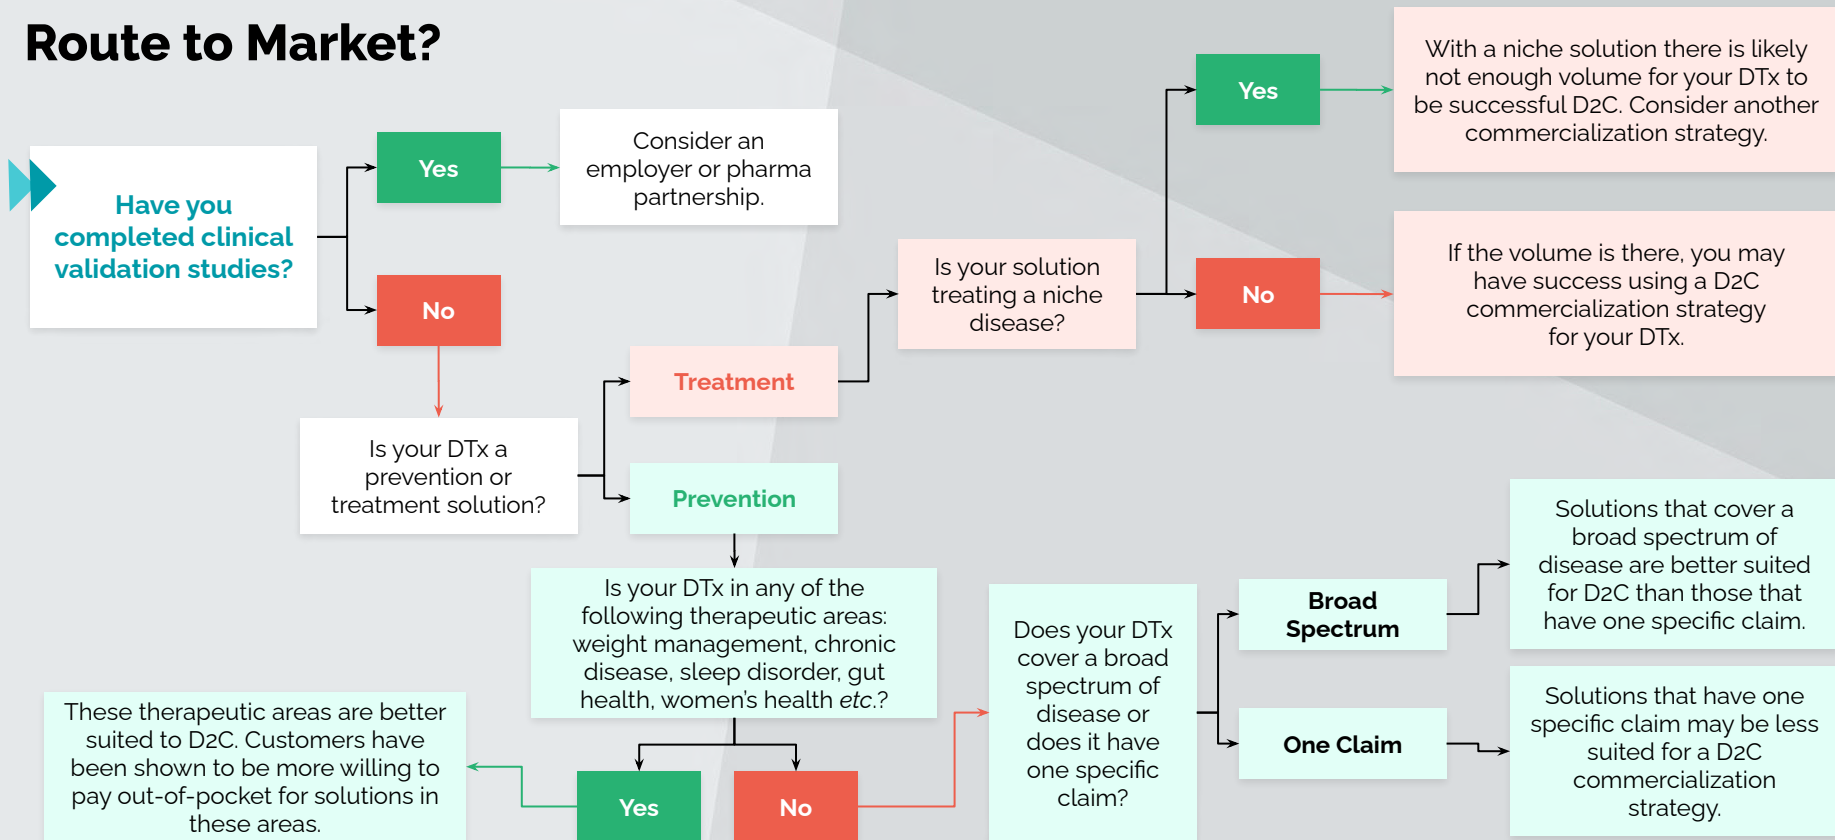 Route to Market?
Have you
completed clinical
validation studies?
Yes
Consider an
employer or pharma
partnership.
No
Is your DTx a
prevention or
treatment solution?
Treatment
Is your solution
treating a niche
disease?
Yes
With a niche solution there is likely
not enough volume for your DTx to
be successful D2C. Consider another
commercialization strategy.
No
If the volume is there, you may
have success using a D2C
commercialization strategy
for your DTx.
Prevention
Is your DTx in any of the
following therapeutic areas:
weight management, chronic
disease, sleep disorder, gut
health, women’s health etc.?
Yes
These therapeutic areas are better
suited to D2C. Customers have
been shown to be more willing to
pay out-of-pocket for solutions in
these areas.
No
Does your DTx
cover a broad
spectrum of
disease or
does it have
one specific
claim?
Broad
Spectrum
Solutions that cover a
broad spectrum of
disease are better suited
for D2C than those that
have one specific claim.
One Claim
Solutions that have one
specific claim may be less
suited for a D2C
commercialization
strategy.